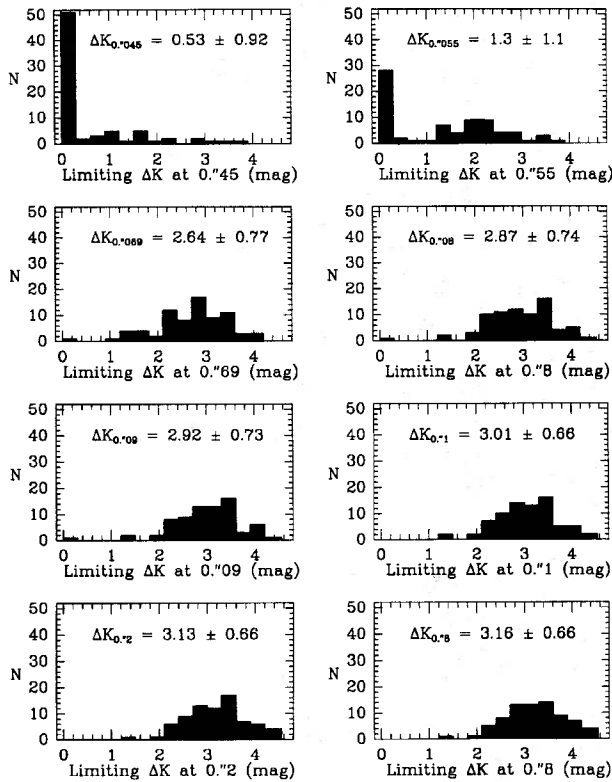 ΔK0."045 = 0.53 ± 0.92
ΔK0."055 = 1.3 ± 1.1
50
40
30
20
10
0
N
50
40
30
20
10
0
N
0 1 2 3 4
0 1 2 3 4
Limiting ΔK at 0."45 (mag)
Limiting ΔK at 0."55 (mag)
ΔK0."069 = 2.64 ± 0.77
ΔK0."08 = 2.87 ± 0.74
50
40
30
20
10
0
N
50
40
30
20
10
0
N
0 1 2 3 4
0 1 2 3 4
Limiting ΔK at 0."69 (mag)
Limiting ΔK at 0."8 (mag)
ΔK0."09 = 2.92 ± 0.73
ΔK0."1 = 3.01 ± 0.66
50
40
30
20
10
0
N
50
40
30
20
10
0
N
0 1 2 3 4
0 1 2 3 4
Limiting ΔK at 0."09 (mag)
Limiting ΔK at 0."1 (mag)
ΔK0."2 = 3.13 ± 0.66
ΔK0."8 = 3.16 ± 0.66
50
40
30
20
10
0
N
50
40
30
20
10
0
N
0 1 2 3 4
0 1 2 3 4
Limiting ΔK at 0."2 (mag)
Limiting ΔK at 0."8 (mag)